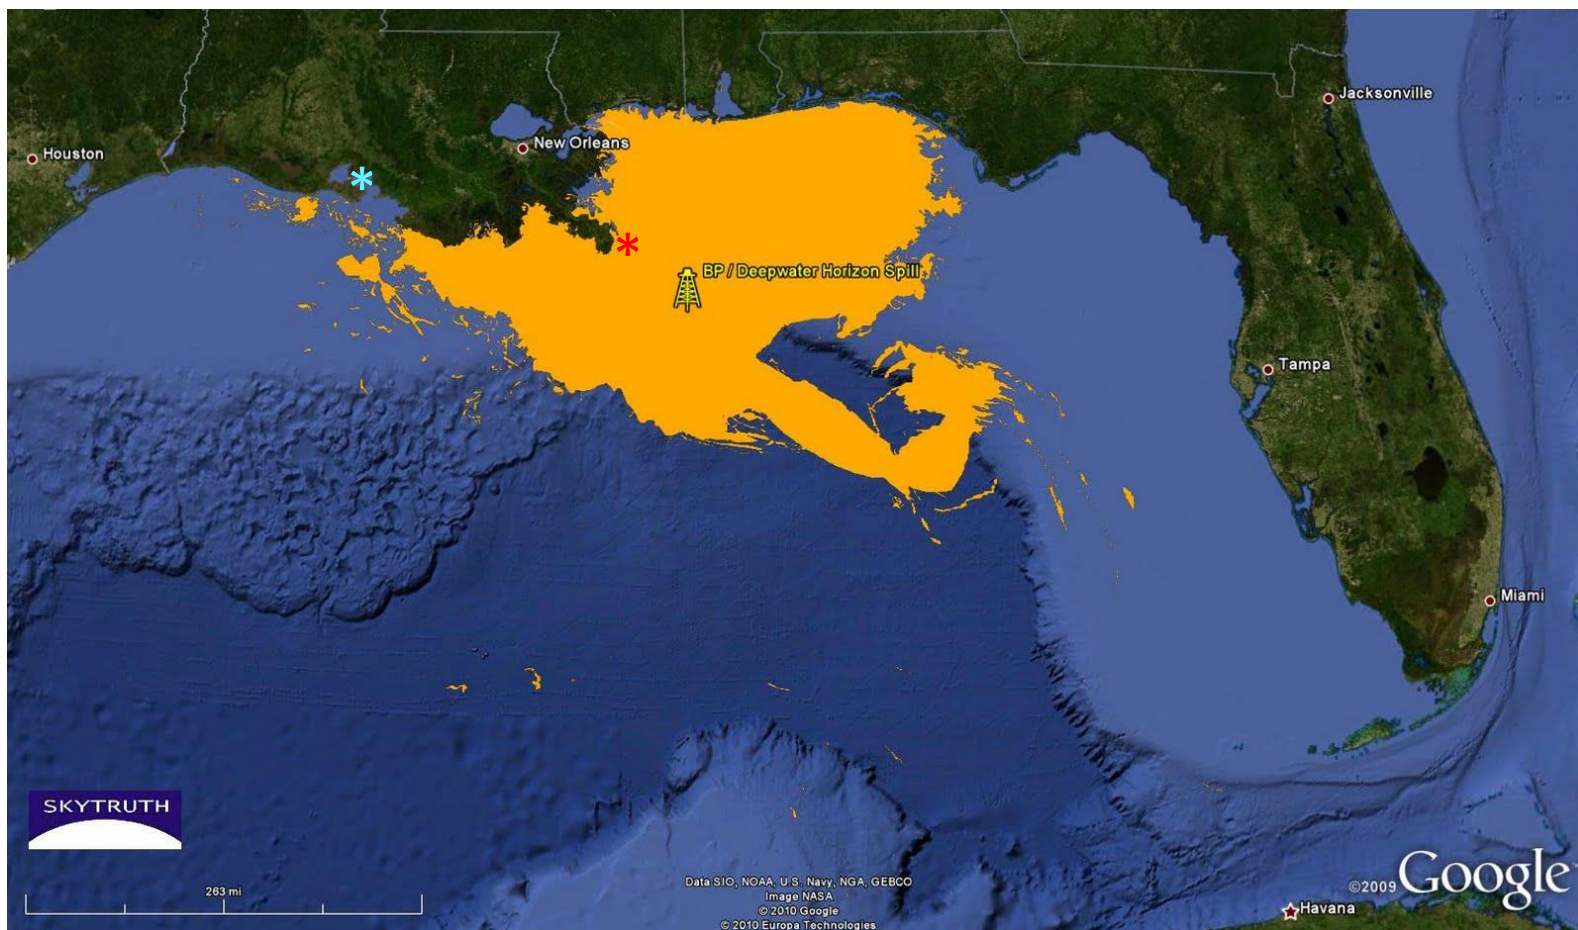 Jacksonville
New Orleans
Houston
BP / Deepwater Horizon Spill
Tampa
Miami
SKYTRUTH
263 mi
Data SIO, NOAA, U.S. Navy, NGA, GEBCO
Image NASA
© 2010 Google
© 2010 Europa Technologies
©2009 Google
Havana